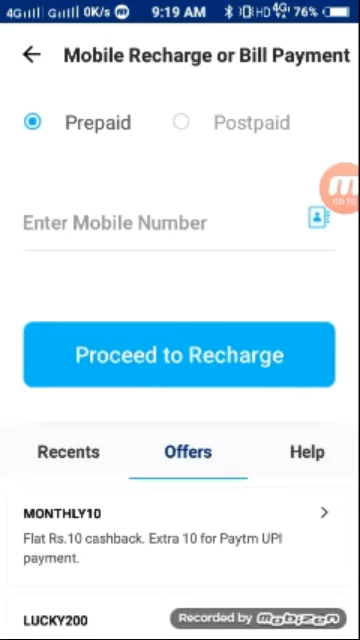 4G G 0K/s 9:19 AM HD 4G 76%
Mobile Recharge or Bill Payment
Prepaid Postpaid
00:10
Enter Mobile Number
Proceed to Recharge
Recents Offers Help
MONTHLY10
Flat Rs.10 cashback. Extra 10 for Paytm UPI
payment.
LUCKY200
Recorded by mobizen